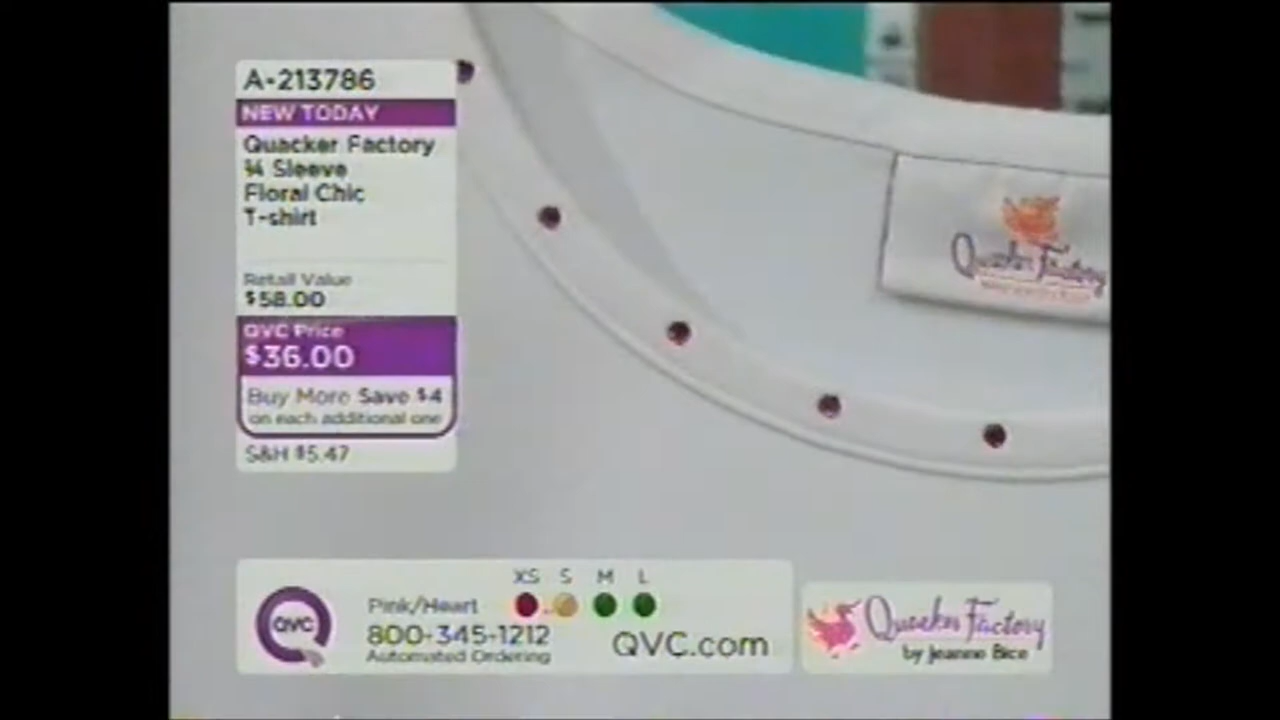 A-213786
NEW TODAY
Quacker Factory
¾ Sleeve
Floral Chic
T-shirt
Retail Value
$58.00
QVC Price
$36.00
Buy More Save $4
on each additional one
S&H $5.47
Quacker Factory
XS S M L
Pink/Heart
QVC
800-345-1212
Automated Ordering
QVC.com
Quacker Factory
by Jeanne Bice